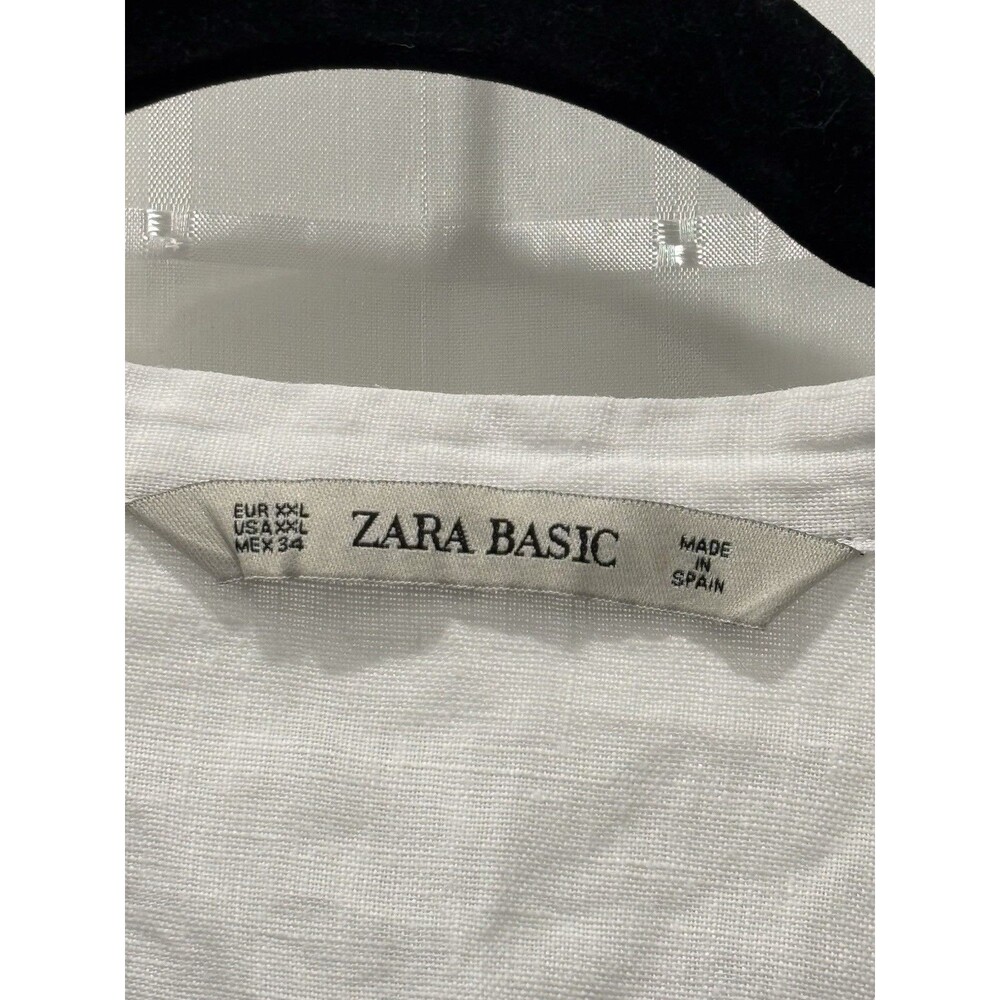 EUR XXL
USA XXL
MEX 34
ZARA BASIC
MADE
IN
SPAIN